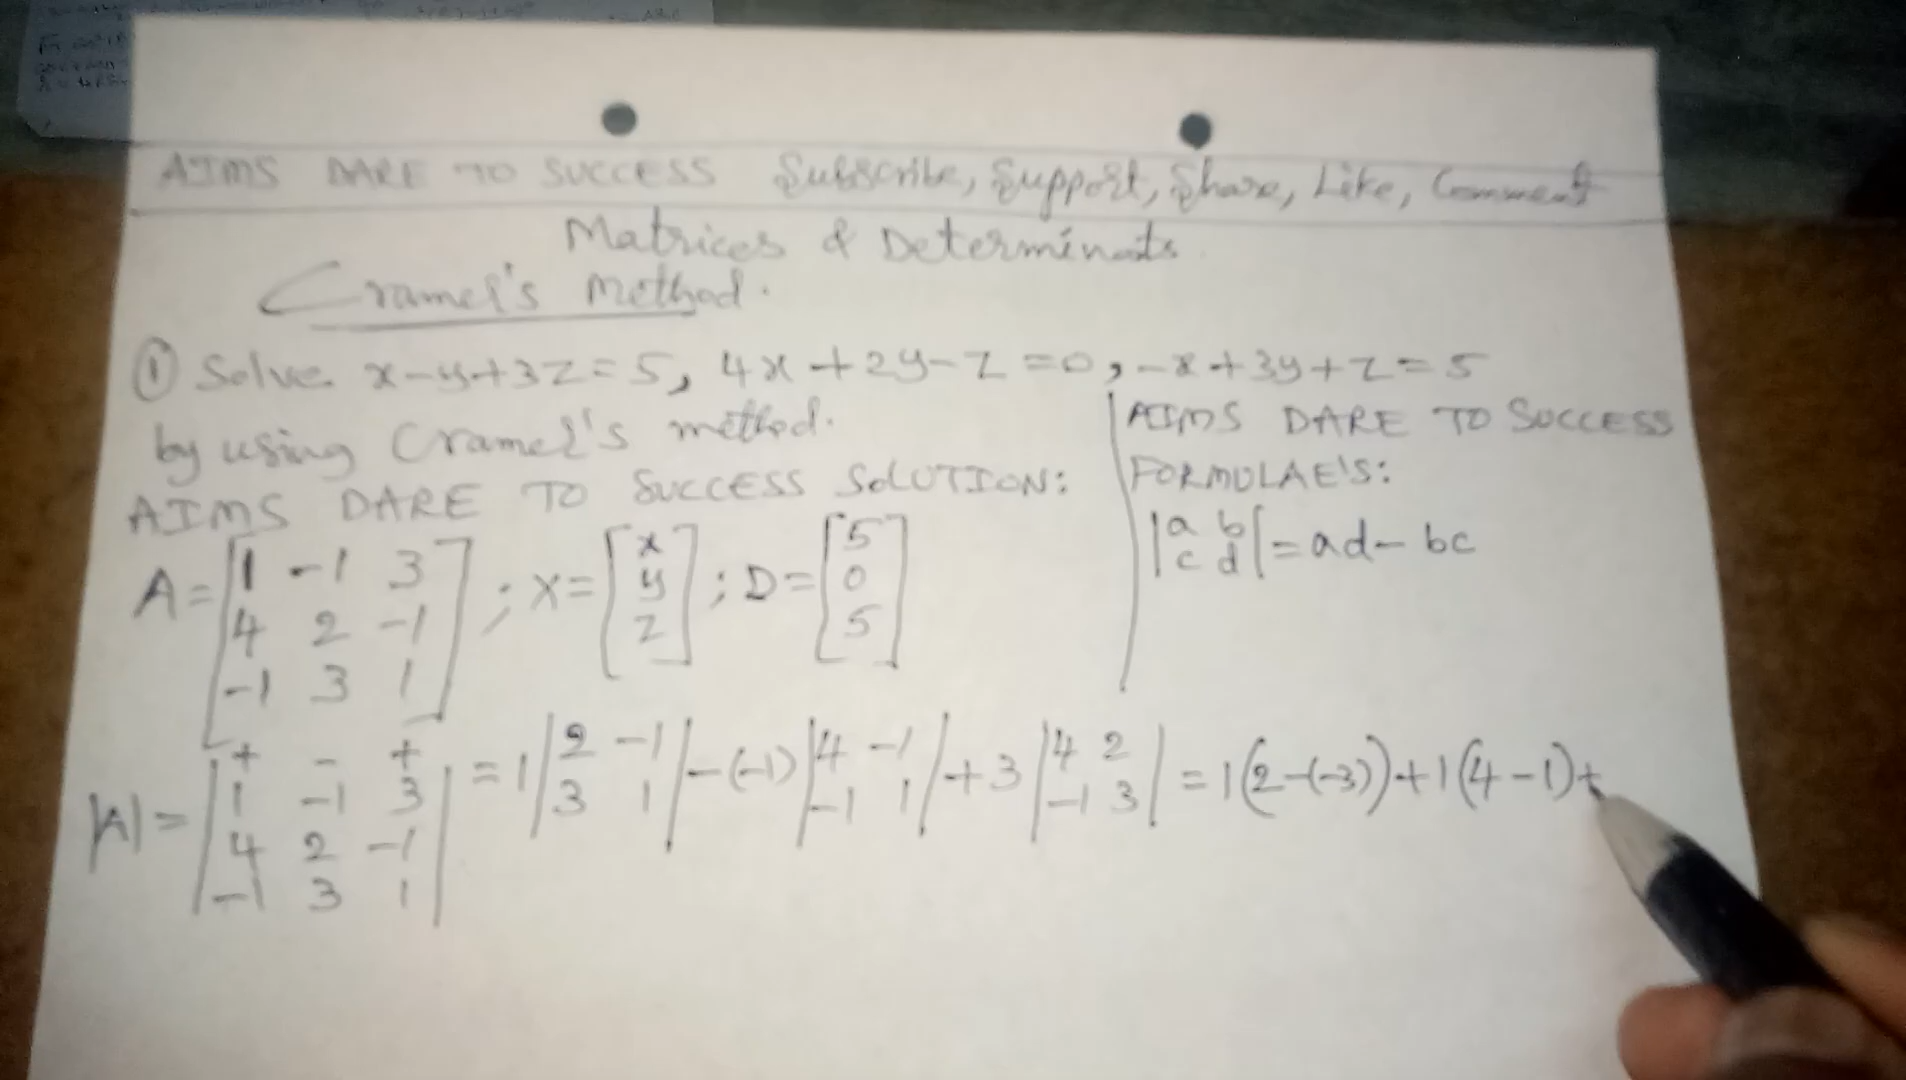 AIMS DARE TO SUCCESS Subscribe, Support, Share, Like, Comment
Matrices & Determinats.
Cramer's Method.
① Solve x-y+3z=5, 4x+2y-z=0, -x+3y+z=5
by using Cramer's method.
AIMS DARE TO SUCCESS SOLUTION:
A=[1 -1 3
4 2 -1
-1 3 1]; X=[x
y
z]; D=[5
0
5]
AIMS DARE TO SUCCESS
FORMULAE'S:
|a b
c d|=ad-bc
+ - +
|A|=|1 -1 3
4 2 -1
-1 3 1| =1|2 -1
3 1|-(-1)|4 -1
-1 1|+3|4 2
-1 3|=1(2-(-3))+1(4-1)+